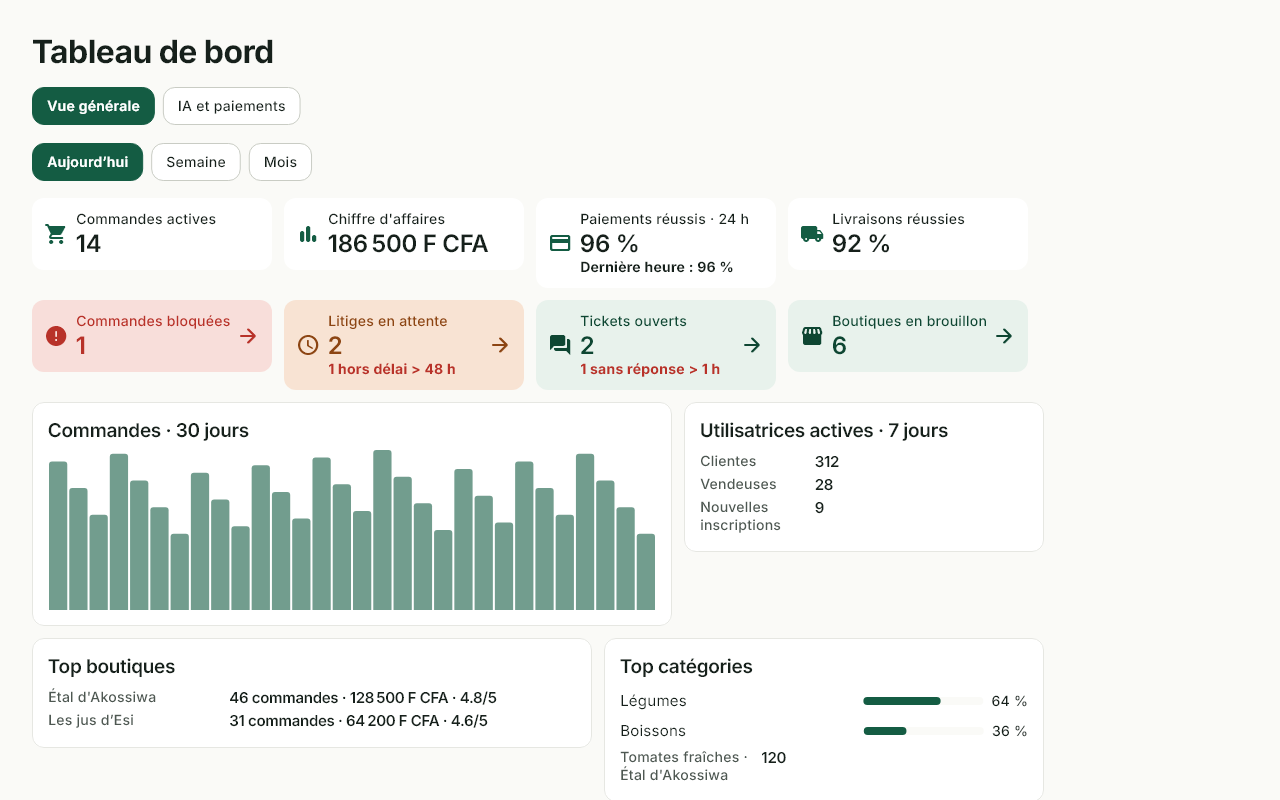 Tableau de bord
Vue générale
IA et paiements
Aujourd’hui
Semaine
Mois
Commandes actives
14
Chiffre d'affaires
186 500 F CFA
Paiements réussis · 24 h
96 %
Dernière heure : 96 %
Livraisons réussies
92 %
Commandes bloquées
1
Litiges en attente
2
1 hors délai > 48 h
Tickets ouverts
2
1 sans réponse > 1 h
Boutiques en brouillon
6
Commandes · 30 jours
Utilisatrices actives · 7 jours
Clientes 312
Vendeuses 28
Nouvelles 9
inscriptions
Top boutiques
Étal d'Akossiwa 46 commandes · 128 500 F CFA · 4.8/5
Les jus d’Esi 31 commandes · 64 200 F CFA · 4.6/5
Top catégories
Légumes 64 %
Boissons 36 %
Tomates fraîches · 120
Étal d'Akossiwa